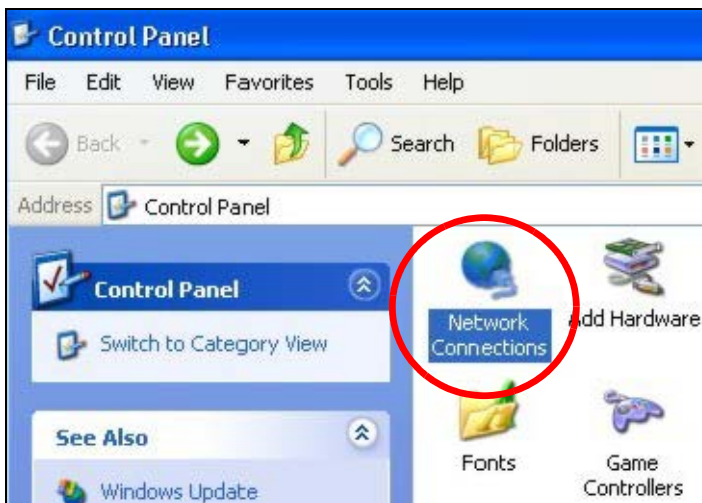 Control Panel
File Edit View Favorites Tools Help
Back Search Folders
Address Control Panel
Control Panel
Switch to Category View
See Also
Windows Update
Network
Connections
Add Hardware
Fonts
Game
Controllers